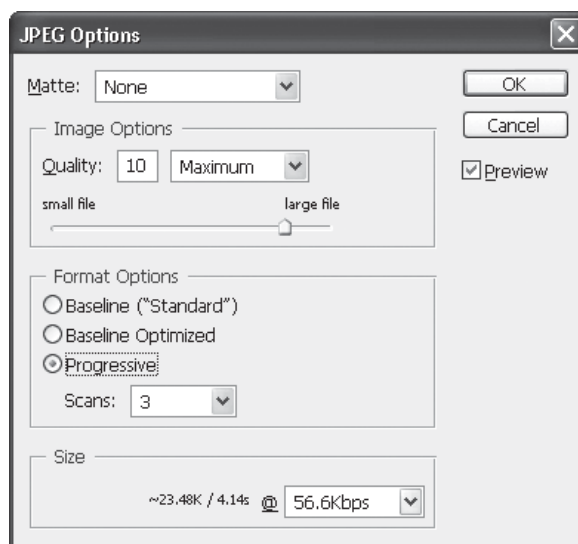 JPEG Options
Matte: None
OK
Image Options
Cancel
Quality: 10 Maximum
Preview
small file large file
Format Options
Baseline ("Standard")
Baseline Optimized
Progressive
Scans: 3
Size
~23.48K / 4.14s @ 56.6Kbps